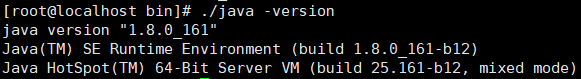 [root@localhost bin]# ./java -version
java version "1.8.0_161"
Java(TM) SE Runtime Environment (build 1.8.0_161-b12)
Java HotSpot(TM) 64-Bit Server VM (build 25.161-b12, mixed mode)